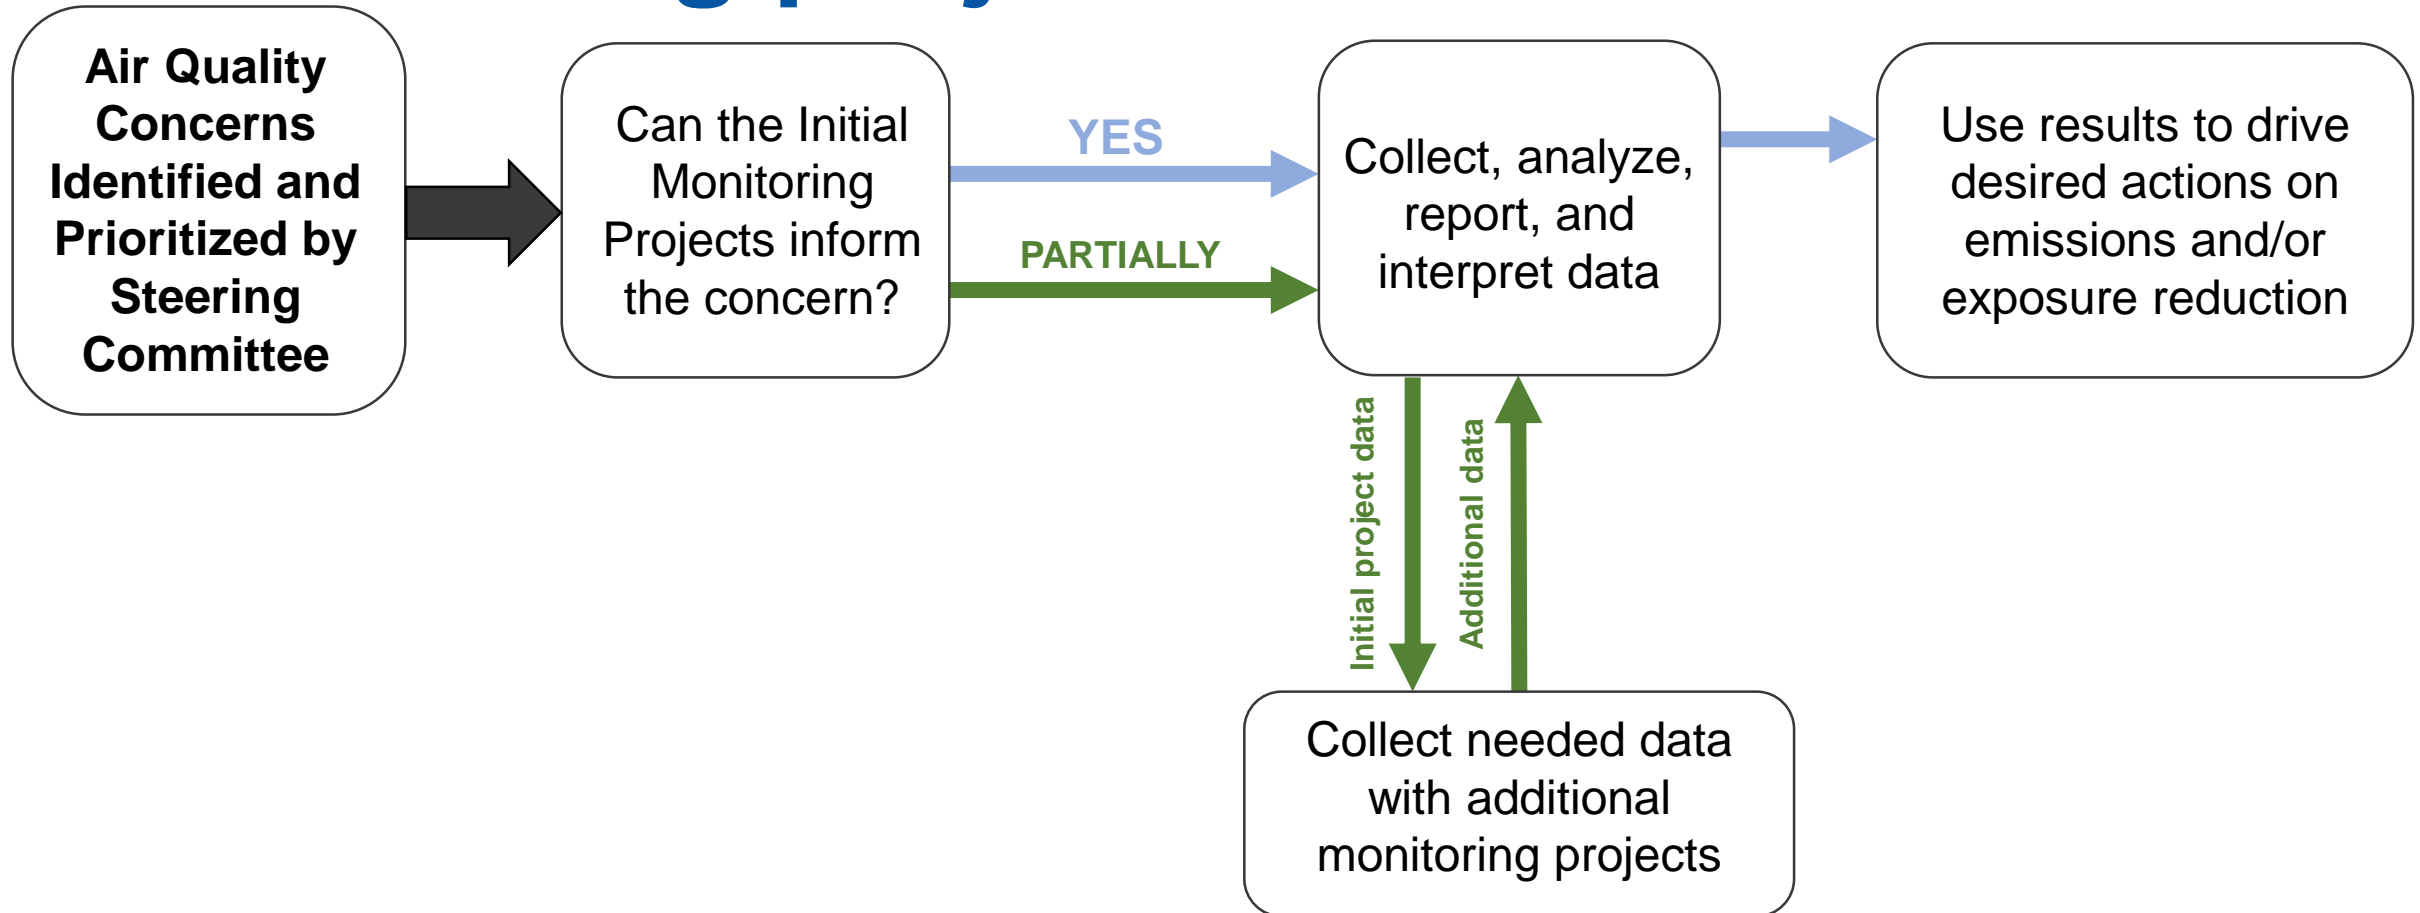 Air Quality
Concerns
Identified and
Prioritized by
Steering
Committee
Can the Initial
Monitoring
Projects inform
the concern?
YES
PARTIALLY
Collect, analyze,
report, and
interpret data
Use results to drive
desired actions on
emissions and/or
exposure reduction
Initial project data
Additional data
Collect needed data
with additional
monitoring projects